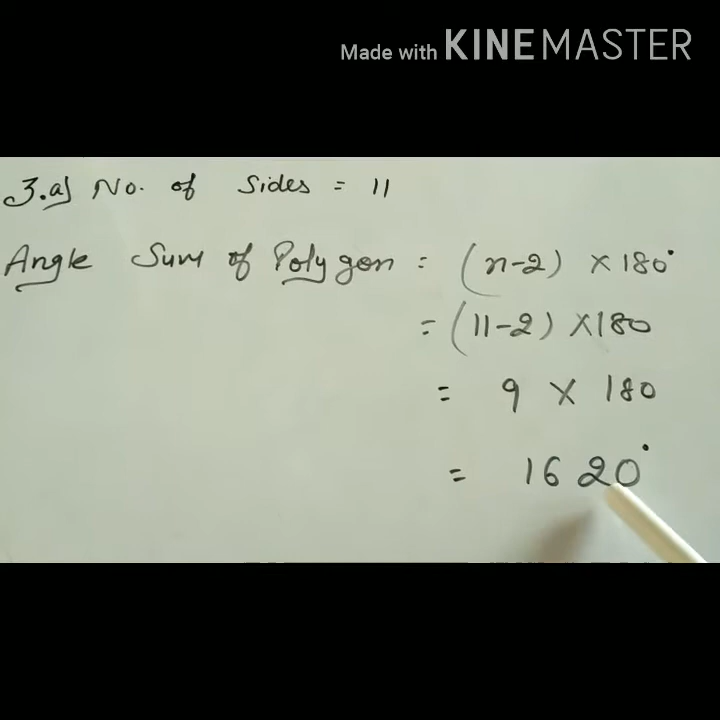 Made with KINEMASTER
3.a) No. of Sides = 11
Angle Sum of Polygon = (n-2) × 180°
= (11-2) × 180
= 9 × 180
= 1620°